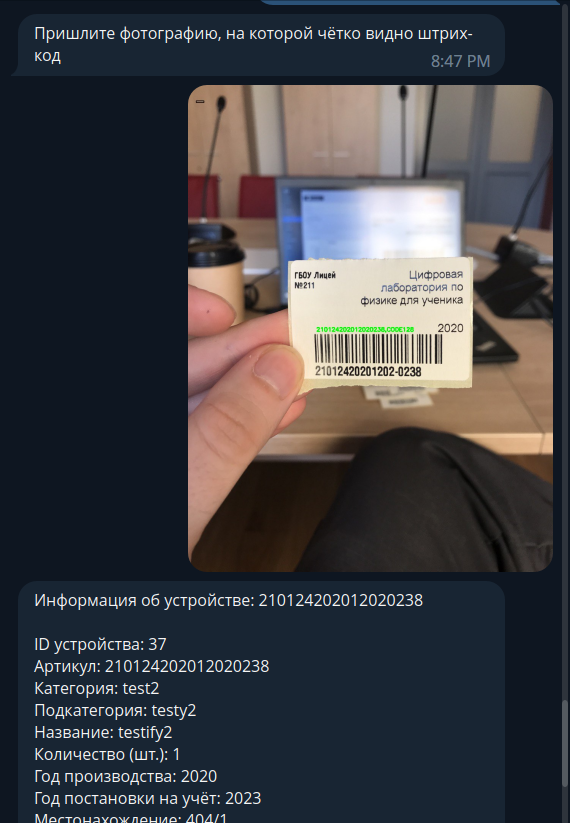 Пришлите фотографию, на которой чётко видно штрих-
код
8:47 PM
ГБОУ Лицей
№211
Цифровая
лаборатория по
физике для ученика
210124202012020238,CODE128
2020
21012420201202-0238
Информация об устройстве: 210124202012020238
ID устройства: 37
Артикул: 210124202012020238
Категория: test2
Подкатегория: testy2
Название: testify2
Количество (шт.): 1
Год производства: 2020
Год постановки на учёт: 2023
Местонахождение: 404/1